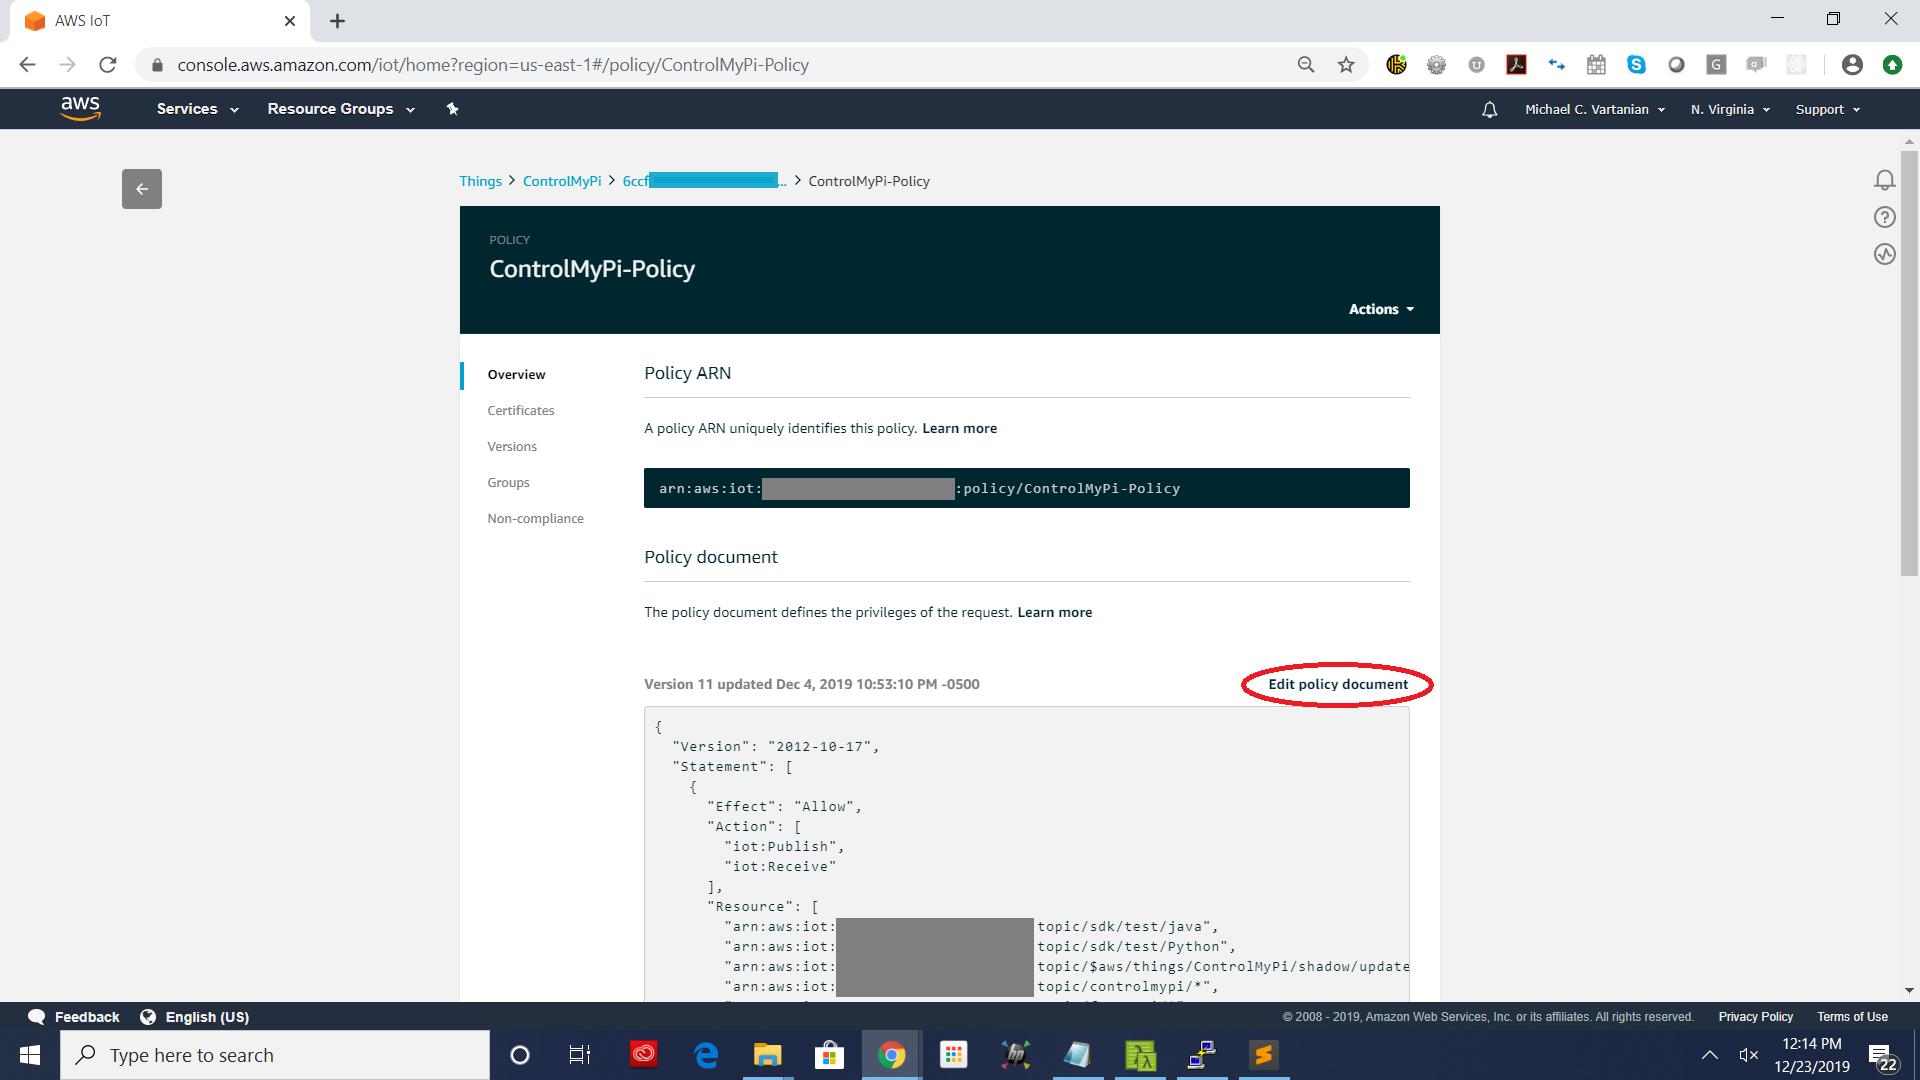 AWS IoT
console.aws.amazon.com/iot/home?region=us-east-1#/policy/ControlMyPi-Policy
aws Services Resource Groups Michael C. Vartanian N. Virginia Support
Things > ControlMyPi > 6ccf ... > ControlMyPi-Policy
POLICY
ControlMyPi-Policy
Actions
Overview
Certificates
Versions
Groups
Non-compliance
Policy ARN
A policy ARN uniquely identifies this policy. Learn more
arn:aws:iot: :policy/ControlMyPi-Policy
Policy document
The policy document defines the privileges of the request. Learn more
Version 11 updated Dec 4, 2019 10:53:10 PM -0500 Edit policy document
{
"Version": "2012-10-17",
"Statement": [
{
"Effect": "Allow",
"Action": [
"iot:Publish",
"iot:Receive"
],
"Resource": [
"arn:aws:iot: topic/sdk/test/java",
"arn:aws:iot: topic/sdk/test/Python",
"arn:aws:iot: topic/$aws/things/ControlMyPi/shadow/update
"arn:aws:iot: topic/controlmypi/*",
Feedback English (US) © 2008 - 2019, Amazon Web Services, Inc. or its affiliates. All rights reserved. Privacy Policy Terms of Use
Type here to search
12:14 PM
12/23/2019
22